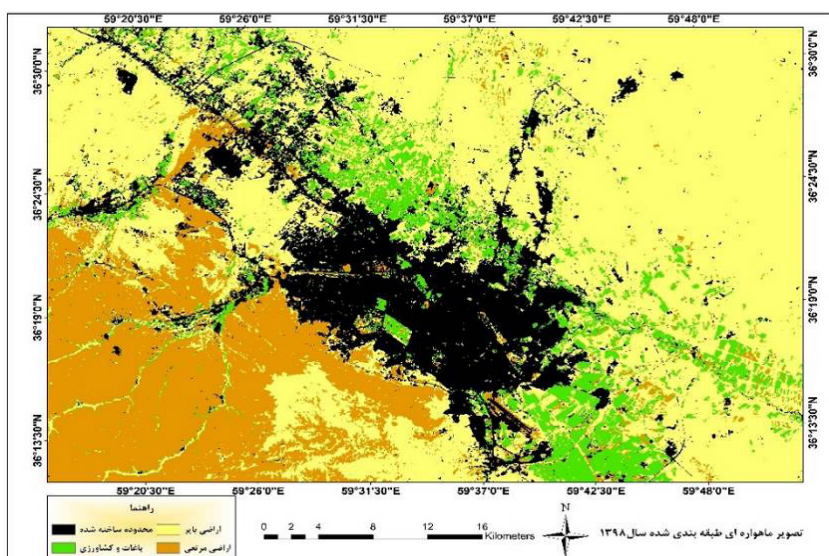 59°20'30"E 59°26'0"E 59°31'30"E 59°37'0"E 59°42'30"E 59°48'0"E
36°30'0"N 36°30'0"N
36°24'30"N 36°24'30"N
36°19'0"N 36°19'0"N
36°13'30"N 36°13'30"N
59°20'30"E 59°26'0"E 59°31'30"E 59°37'0"E 59°42'30"E 59°48'0"E
راهنما
اراضی بایر محدوده ساخته شده
اراضی مرتعی باغات و کشاورزی
0 2 4 8 12 16
Kilometers
N
تصویر ماهواره ای طبقه بندی شده سال ۱۳۹۸